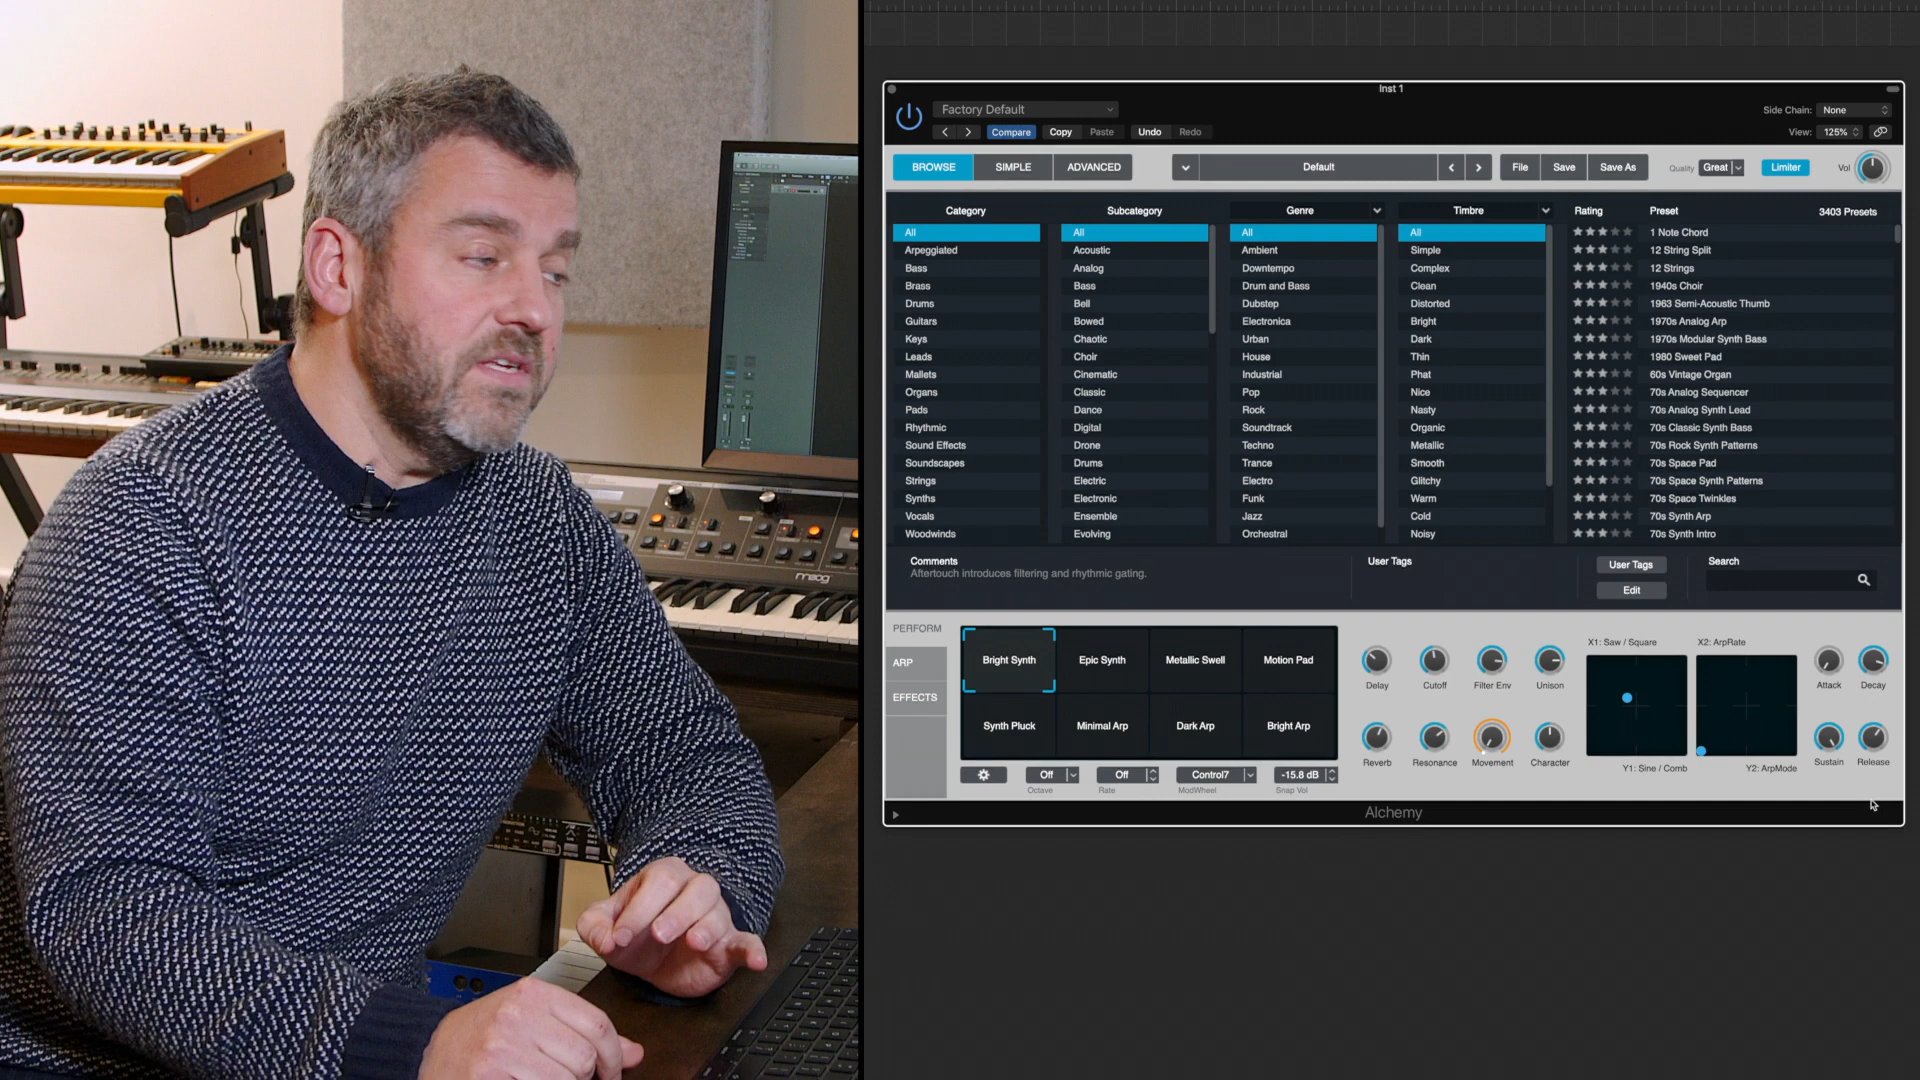 Inst 1
Factory Default
Side Chain: None
Compare Copy Paste Undo Redo
View: 125%
BROWSE SIMPLE ADVANCED Default File Save Save As Quality Great Limiter Vol
Category Subcategory Genre Timbre Rating Preset 3403 Presets
All All All All 1 Note Chord
Arpeggiated Acoustic Ambient Simple 12 String Split
Bass Analog Downtempo Complex 12 Strings
Brass Bass Drum and Bass Clean 1940s Choir
Drums Bell Dubstep Distorted 1963 Semi-Acoustic Thumb
Guitars Bowed Electronica Bright 1970s Analog Arp
Keys Chaotic Urban Dark 1970s Modular Synth Bass
Leads Choir House Thin 1980 Sweet Pad
Mallets Cinematic Industrial Phat 60s Vintage Organ
Organs Classic Pop Nice 70s Analog Sequencer
Pads Dance Rock Nasty 70s Analog Synth Lead
Rhythmic Digital Soundtrack Organic 70s Classic Synth Bass
Sound Effects Drone Techno Metallic 70s Rock Synth Patterns
Soundscapes Drums Trance Smooth 70s Space Pad
Strings Electric Electro Glitchy 70s Space Synth Patterns
Synths Electronic Funk Warm 70s Space Twinkles
Vocals Ensemble Jazz Cold 70s Synth Arp
Woodwinds Evolving Orchestral Noisy 70s Synth Intro
Comments User Tags User Tags Search
Aftertouch introduces filtering and rhythmic gating.
Edit
PERFORM
ARP
EFFECTS
Bright Synth Epic Synth Metallic Swell Motion Pad
Synth Pluck Minimal Arp Dark Arp Bright Arp
Off Off Control7 -15.8 dB
Octave Rate ModWheel Snap Vol
Delay Cutoff Filter Env Unison
Reverb Resonance Movement Character
X1: Saw / Square X2: ArpRate
Y1: Sine / Comb Y2: ArpMode
Attack Decay
Sustain Release
Alchemy
moog